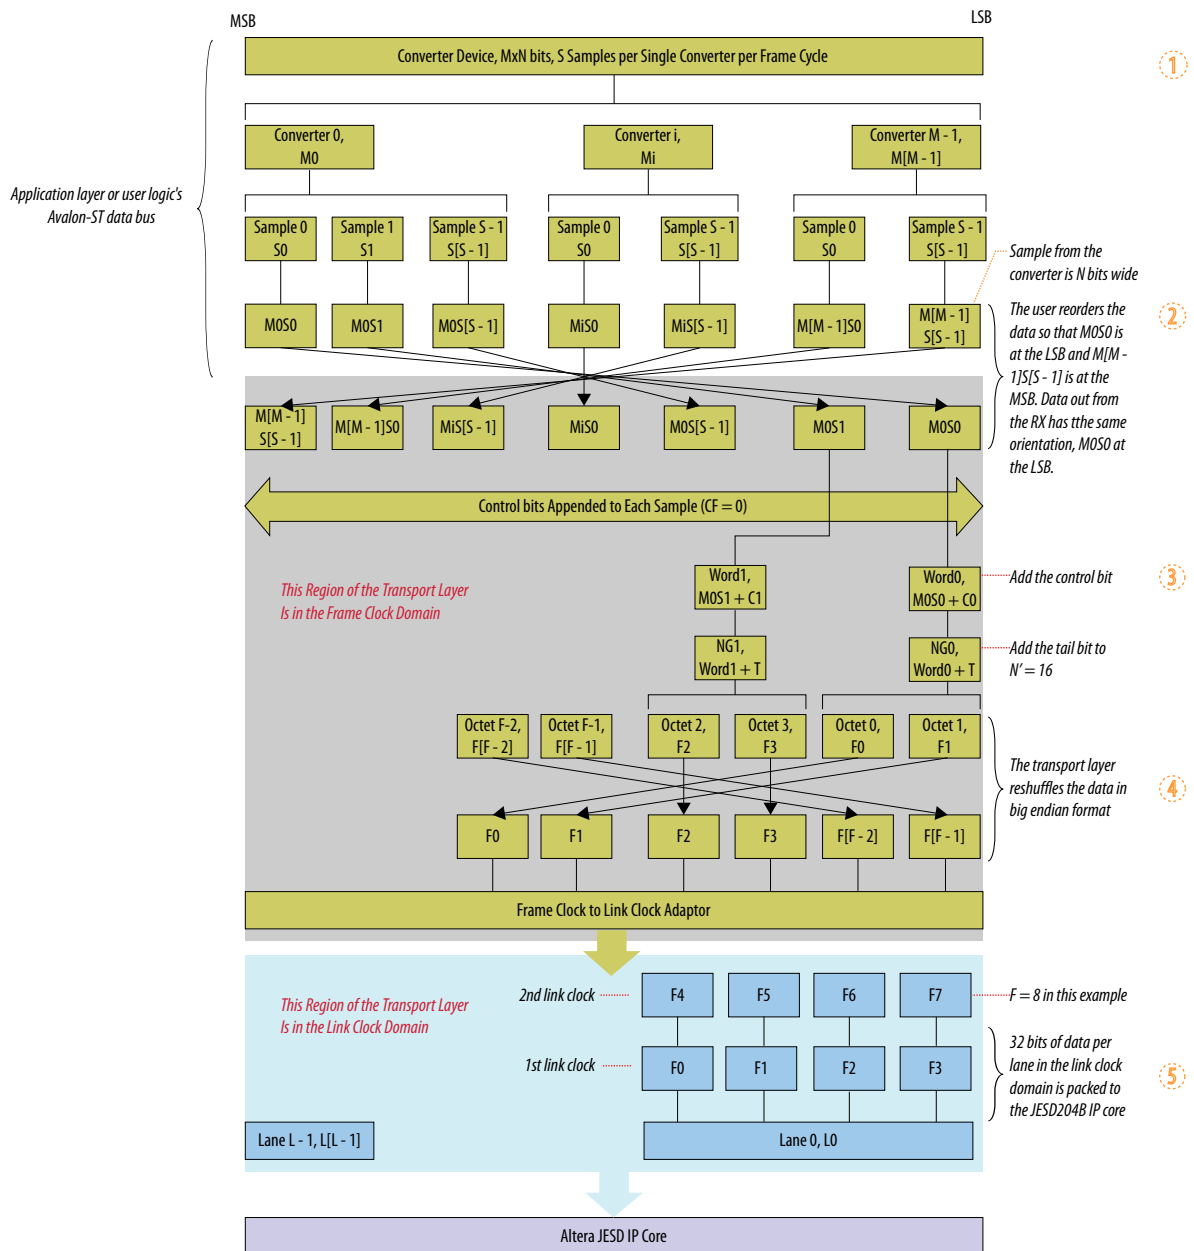 MSB
LSB
Converter Device, MxN bits, S Samples per Single Converter per Frame Cycle
1
Converter 0,
M0
Converter i,
Mi
Converter M - 1,
M[M - 1]
Application layer or user logic's
Avalon-ST data bus
Sample 0
S0
Sample 1
S1
Sample S - 1
S[S - 1]
Sample 0
S0
Sample S - 1
S[S - 1]
Sample 0
S0
Sample S - 1
S[S - 1]
Sample from the
converter is N bits wide
M0S0
M0S1
M0S[S - 1]
MiS0
MiS[S - 1]
M[M - 1]S0
M[M - 1]
S[S - 1]
The user reorders the
data so that M0S0 is
at the LSB and M[M -
1]S[S - 1] is at the
MSB. Data out from
the RX has tthe same
orientation, M0S0 at
the LSB.
2
M[M - 1]
S[S - 1]
M[M - 1]S0
MiS[S - 1]
MiS0
M0S[S - 1]
M0S1
M0S0
Control bits Appended to Each Sample (CF = 0)
This Region of the Transport Layer
Is in the Frame Clock Domain
Word1,
M0S1 + C1
Word0,
M0S0 + C0
Add the control bit
3
NG1,
Word1 + T
NG0,
Word0 + T
Add the tail bit to
N' = 16
Octet F-2,
F[F - 2]
Octet F-1,
F[F - 1]
Octet 2,
F2
Octet 3,
F3
Octet 0,
F0
Octet 1,
F1
The transport layer
reshuffles the data in
big endian format
4
F0
F1
F2
F3
F[F - 2]
F[F - 1]
Frame Clock to Link Clock Adaptor
This Region of the Transport Layer
Is in the Link Clock Domain
2nd link clock
F4
F5
F6
F7
F = 8 in this example
1st link clock
F0
F1
F2
F3
32 bits of data per
lane in the link clock
domain is packed to
the JESD204B IP core
5
Lane L - 1, L[L - 1]
Lane 0, L0
Altera JESD IP Core